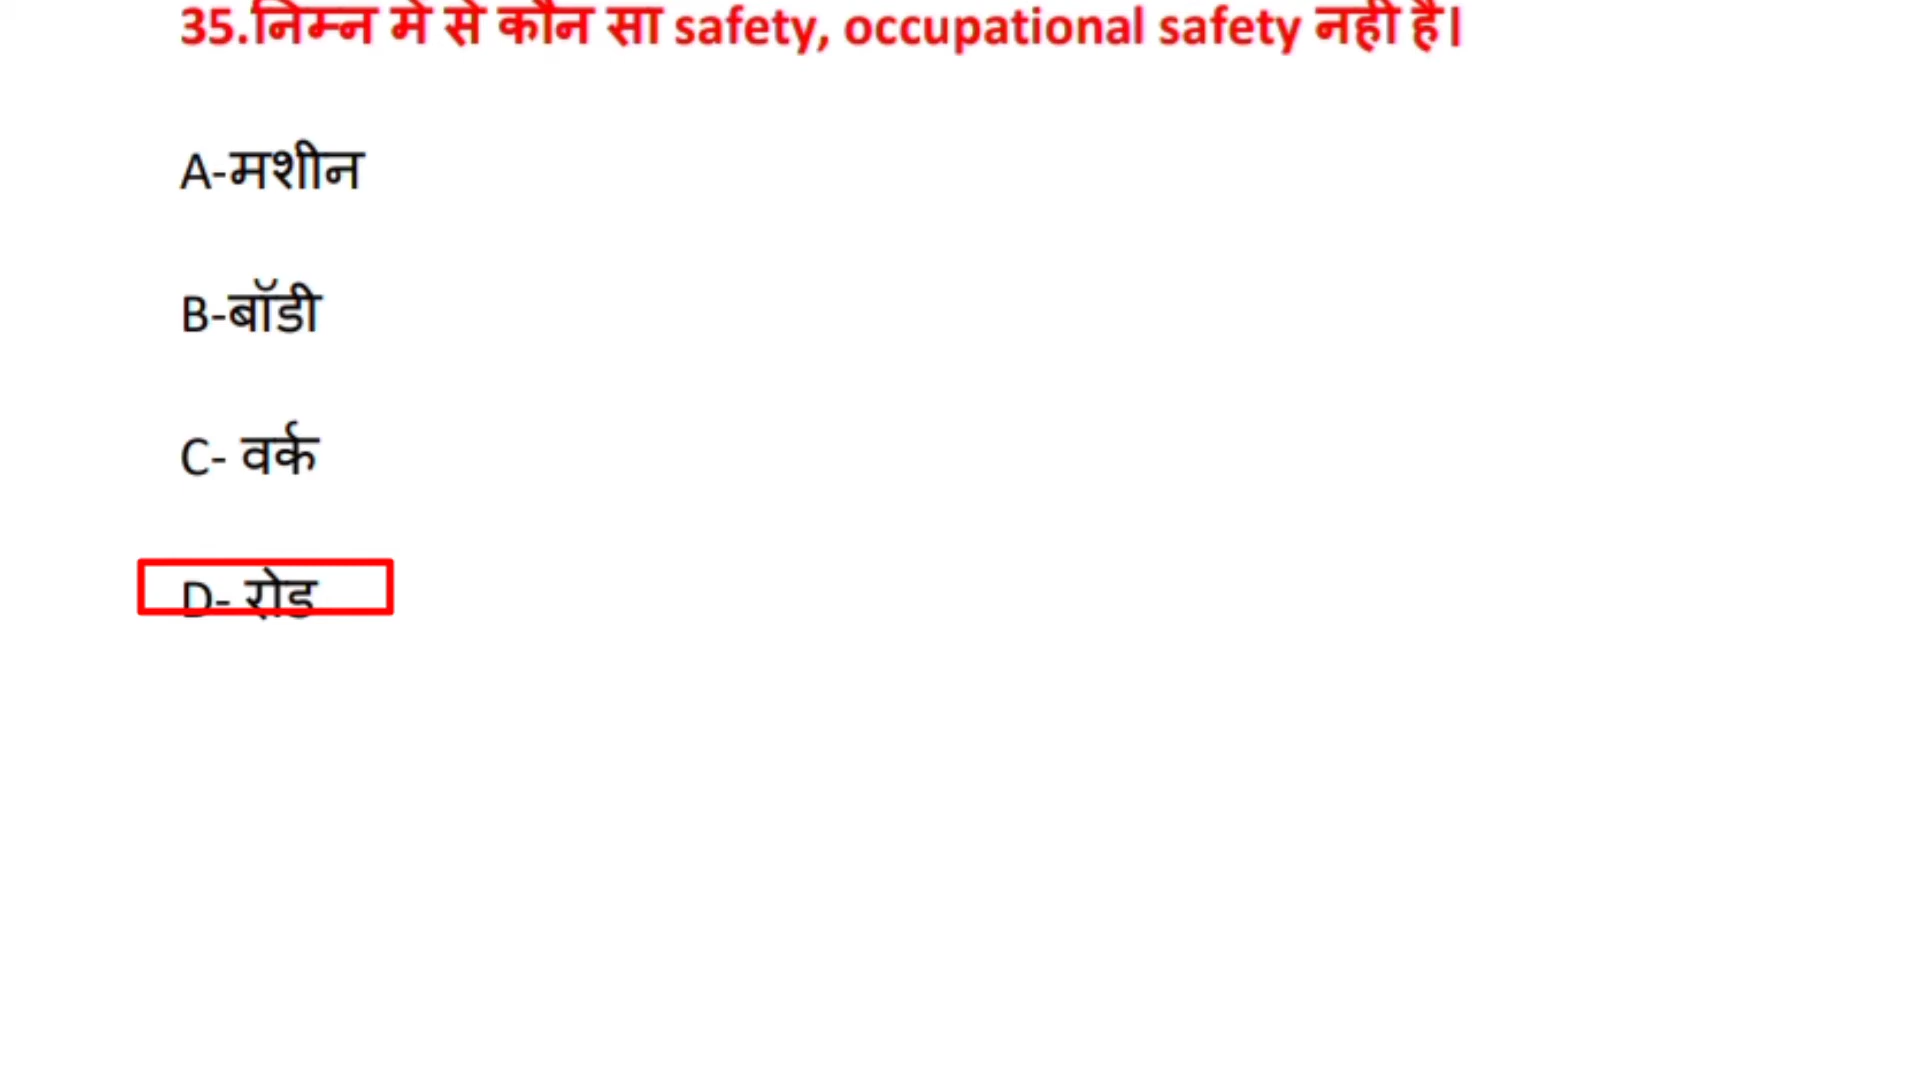 35.निम्न मे से कौन सा safety, occupational safety नही है।
A-मशीन
B-बॉडी
C- वर्क
D- रोड